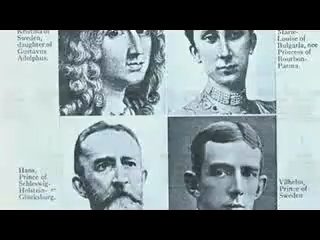 Kristina of
Sweden,
daughter of
Gustavus
Adolphus.
Marie-
Louise of
Bulgaria, nee
Princess of
Bourbon-
Parma.
Hans,
Prince of
Schleswig-
Holstein-
Glücksburg.
Vilhelm,
Prince of
Sweden